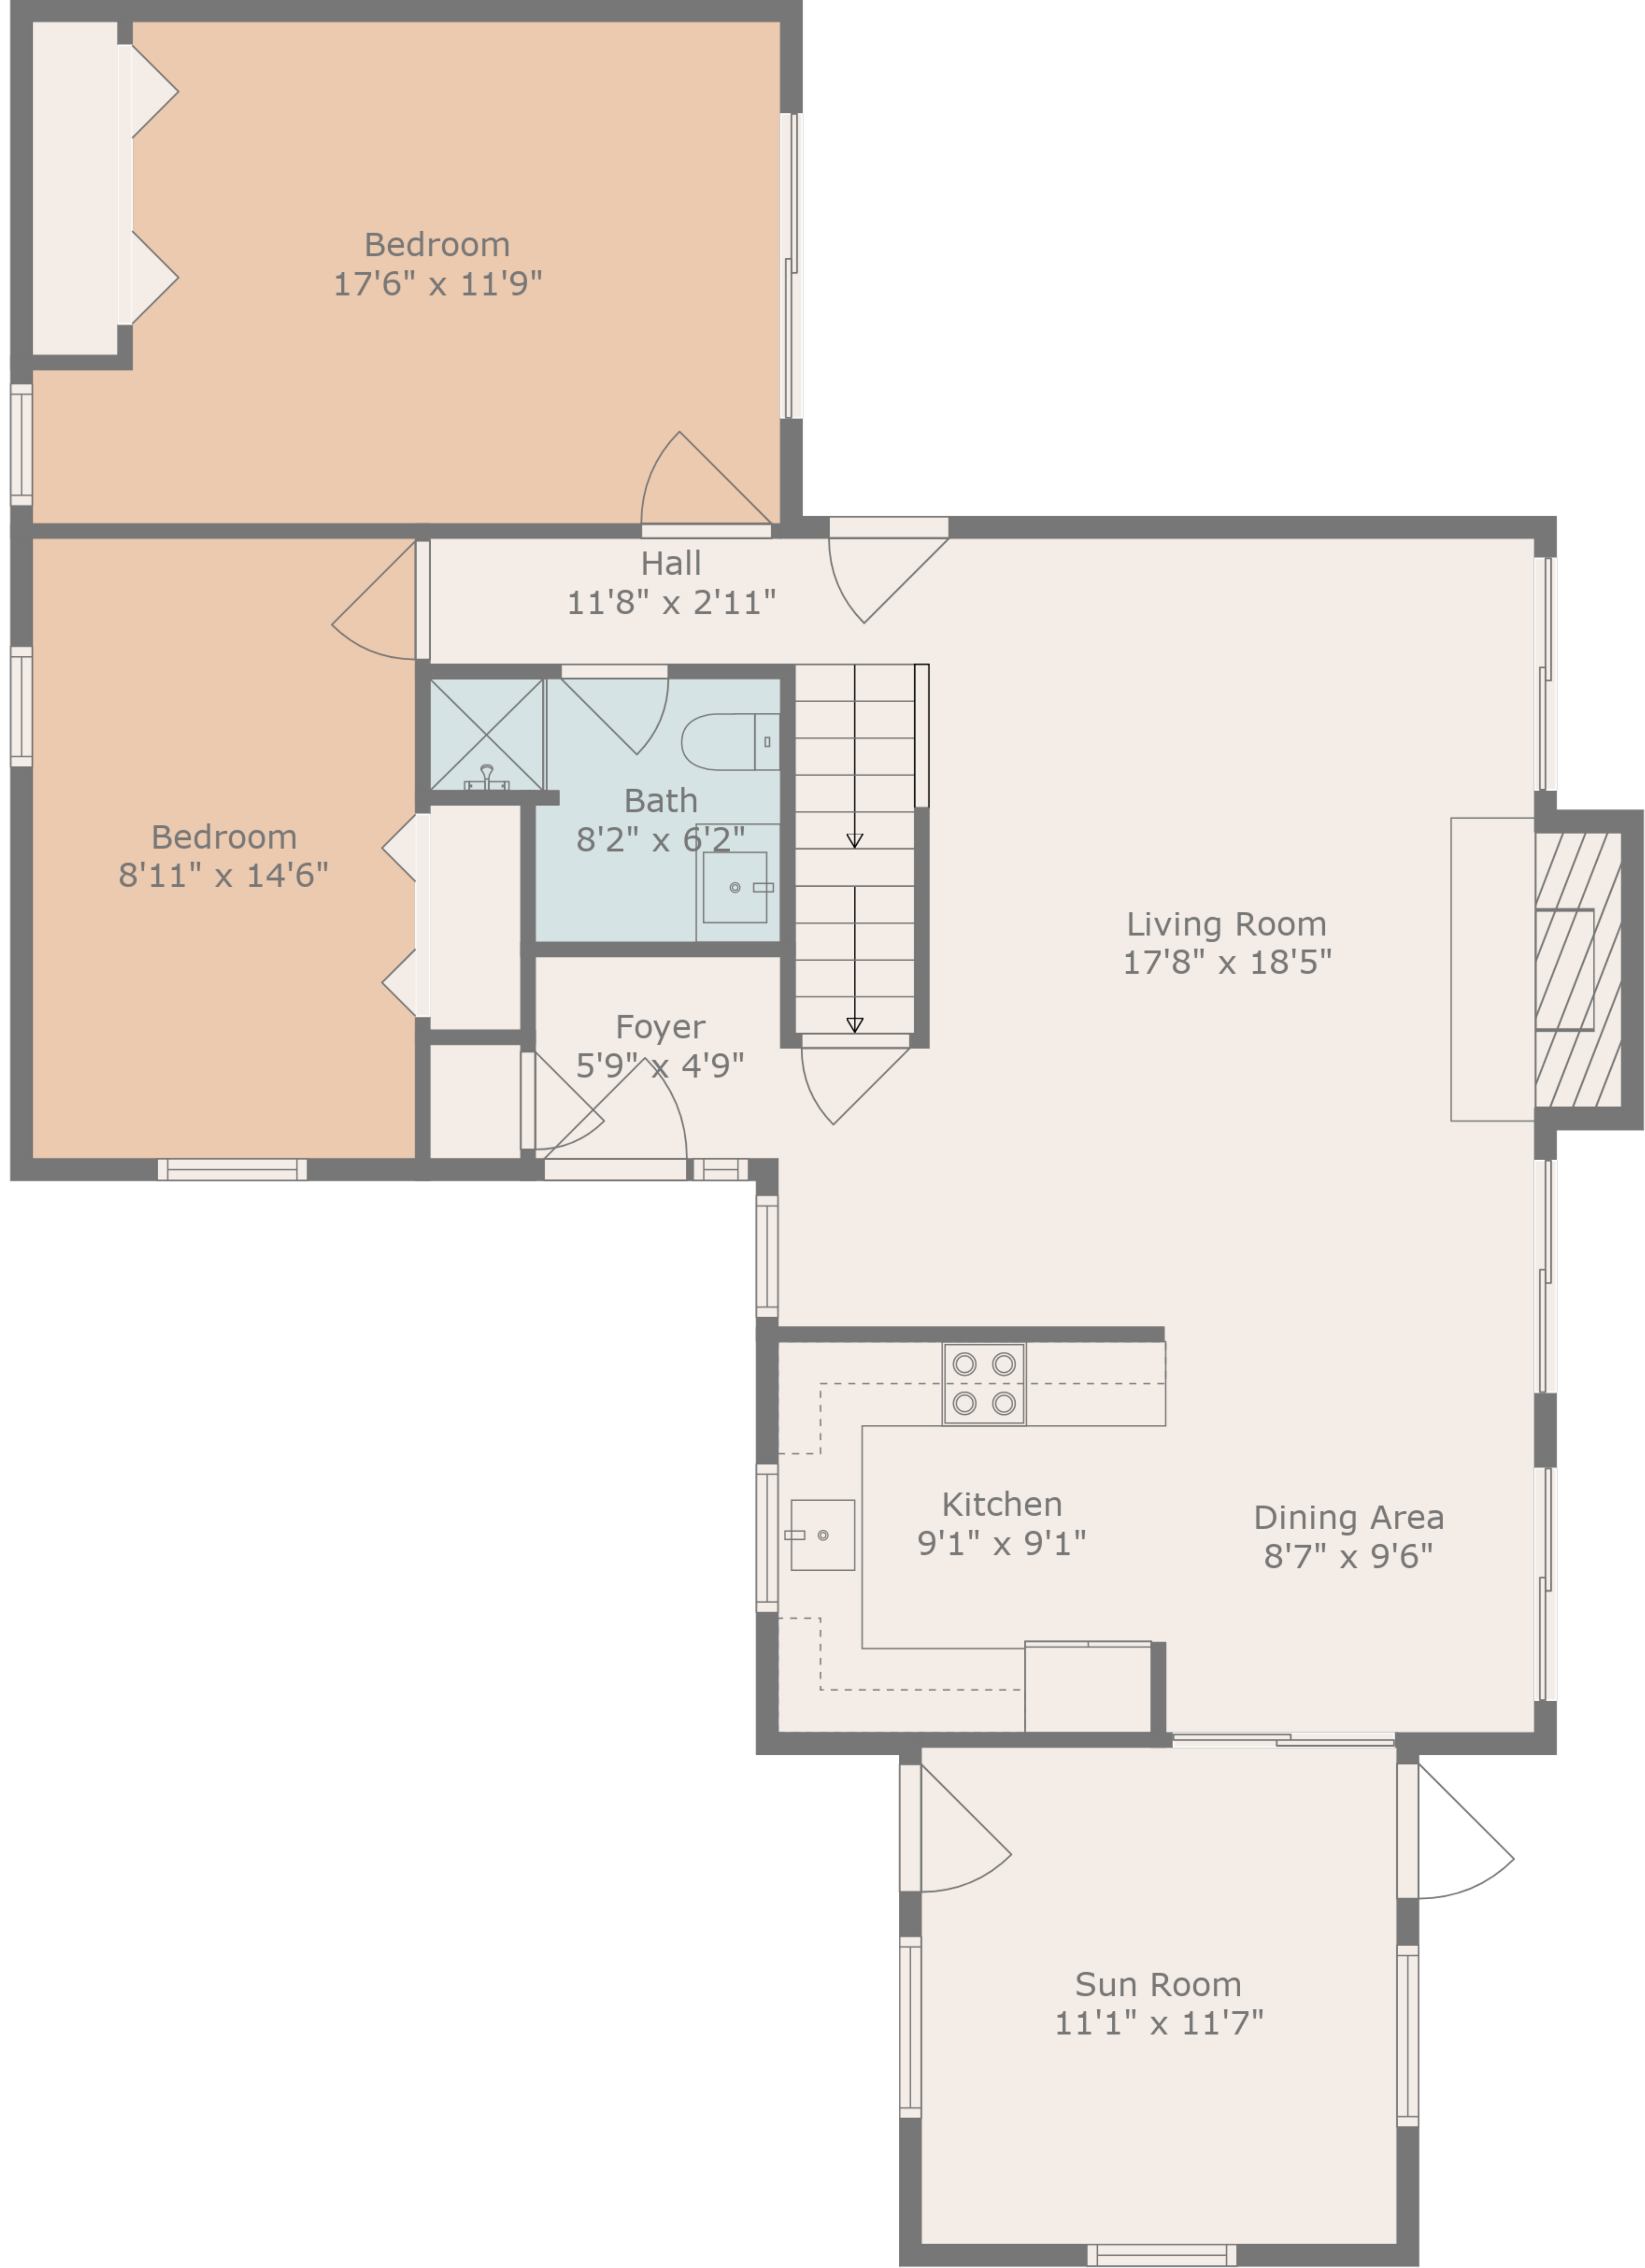 Bedroom
17'6" x 11'9"
Hall
11'8" x 2'11"
Bath
8'2" x 6'2"
Bedroom
8'11" x 14'6"
Living Room
17'8" x 18'5"
Foyer
5'9" x 4'9"
Kitchen
9'1" x 9'1"
Dining Area
8'7" x 9'6"
Sun Room
11'1" x 11'7"